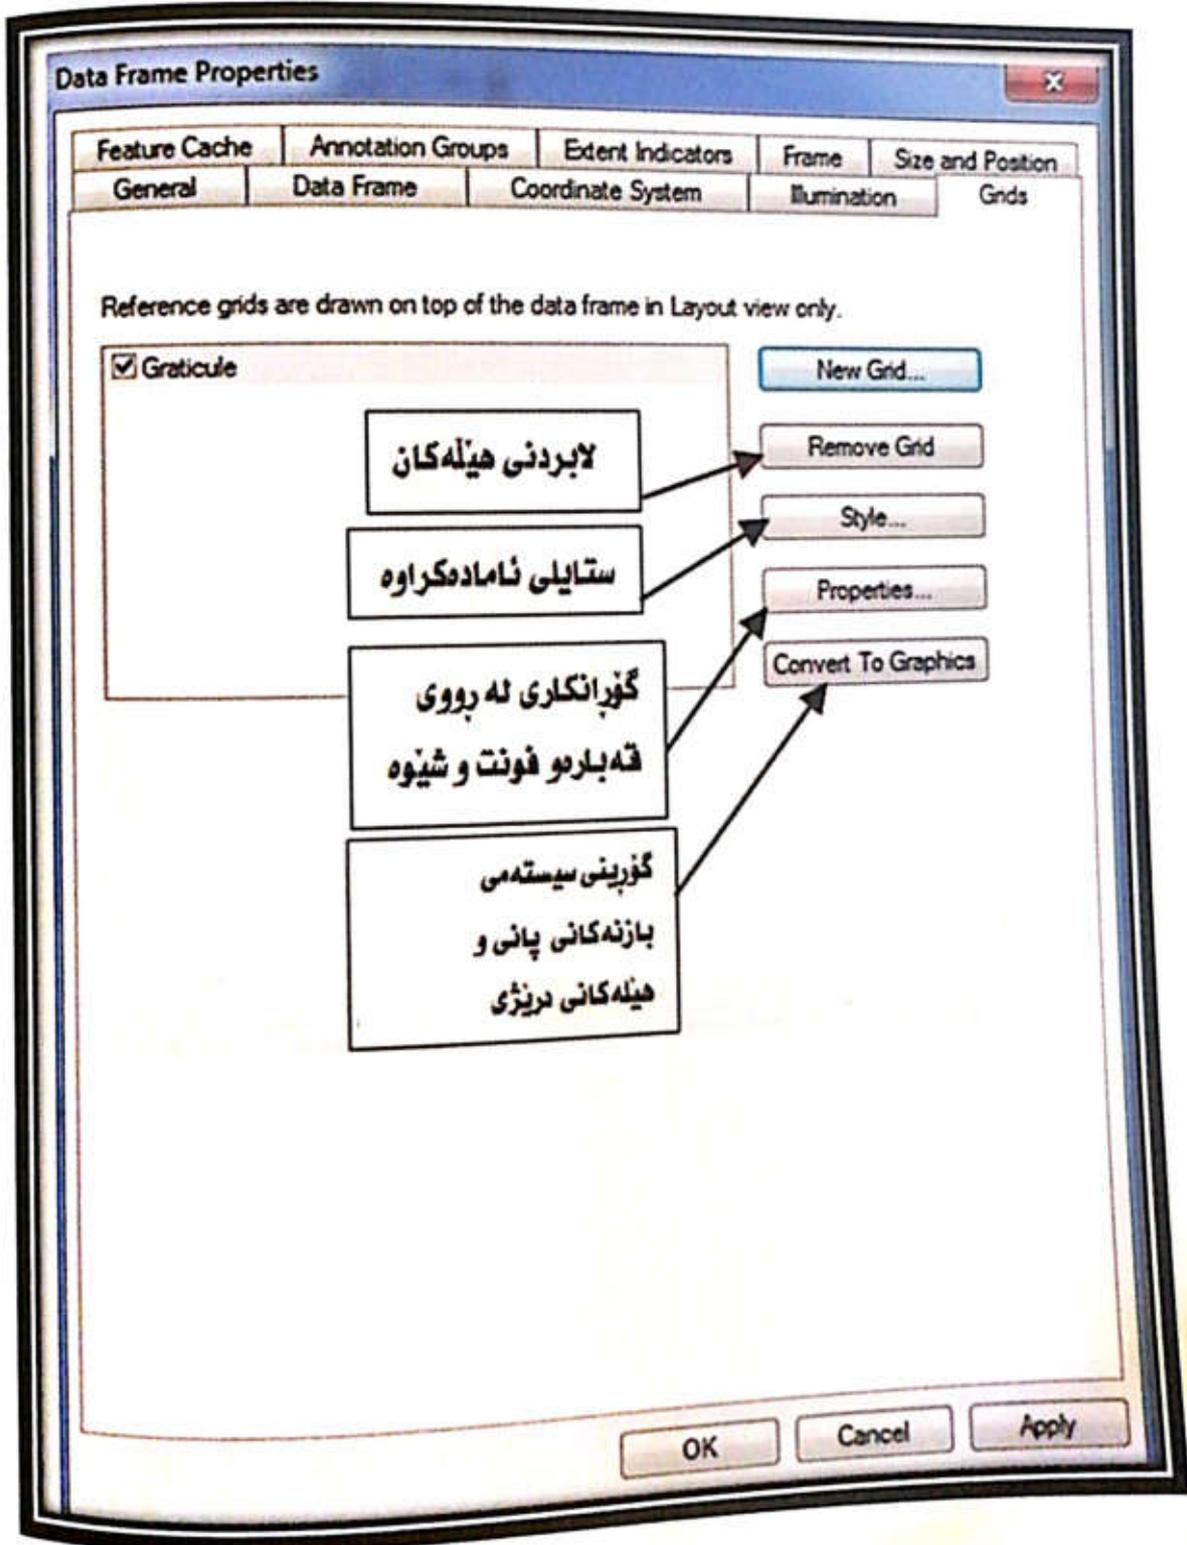 Data Frame Properties
Feature Cache Annotation Groups Extent Indicators Frame Size and Position
General Data Frame Coordinate System Illumination Grids
Reference grids are drawn on top of the data frame in Layout view only.
Graticule
New Grid...
لابردنی هێڵەکان
Remove Grid
ستایلی ئامادەکراوە
Style...
گۆڕانکاری لە ڕووی
قەبارەو فۆنت و شێوە
Properties...
گۆڕینی سیستەمی
بازنەکانی پانی و
هێلەکانی درێژی
Convert To Graphics
OK Cancel Apply